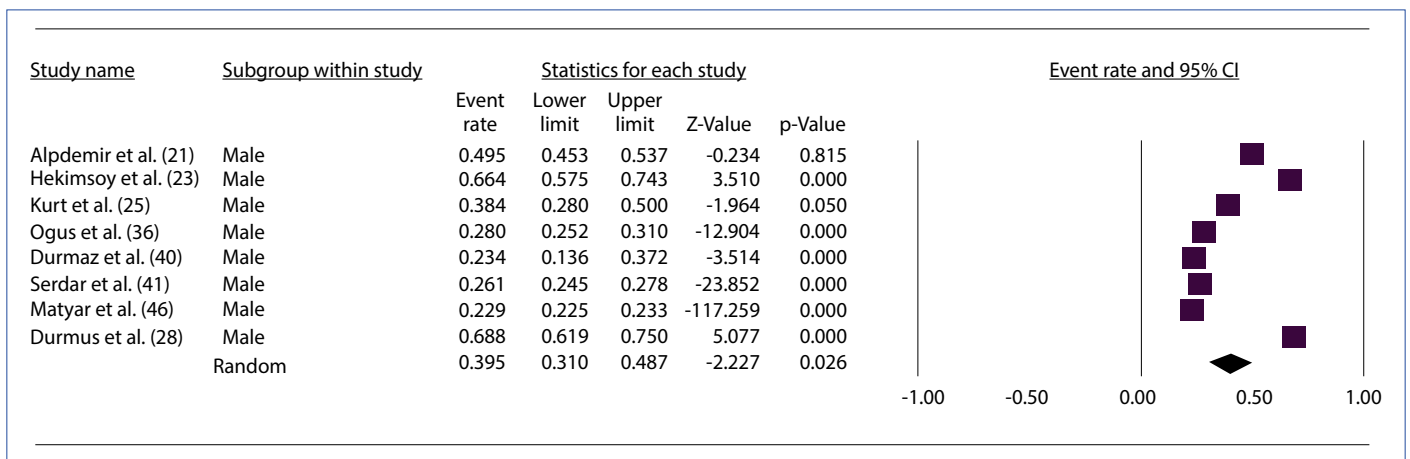 Study name Subgroup within study Statistics for each study Event rate and 95% CI
Event Lower Upper
rate limit limit Z-Value p-Value
Alpdemir et al. (21) Male 0.495 0.453 0.537 -0.234 0.815
Hekimsoy et al. (23) Male 0.664 0.575 0.743 3.510 0.000
Kurt et al. (25) Male 0.384 0.280 0.500 -1.964 0.050
Ogus et al. (36) Male 0.280 0.252 0.310 -12.904 0.000
Durmaz et al. (40) Male 0.234 0.136 0.372 -3.514 0.000
Serdar et al. (41) Male 0.261 0.245 0.278 -23.852 0.000
Matyar et al. (46) Male 0.229 0.225 0.233 -117.259 0.000
Durmus et al. (28) Male 0.688 0.619 0.750 5.077 0.000
Random 0.395 0.310 0.487 -2.227 0.026
-1.00 -0.50 0.00 0.50 1.00